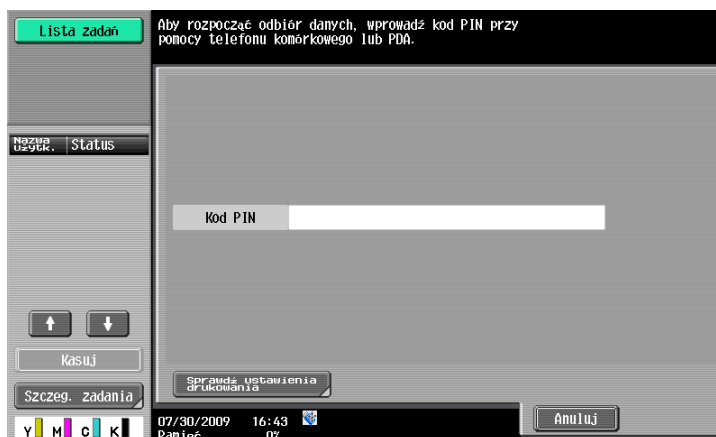 Lista zadań
Aby rozpocząć odbiór danych, wprowadź kod PIN przy
pomocy telefonu komórkowego lub PDA.
Nazwa
użytk.
Status
Kod PIN
Kasuj
Szczeg. zadania
Sprawdź ustawienia
drukowania
Y M C K
07/30/2009 16:43
Pamięć 0%
Anuluj